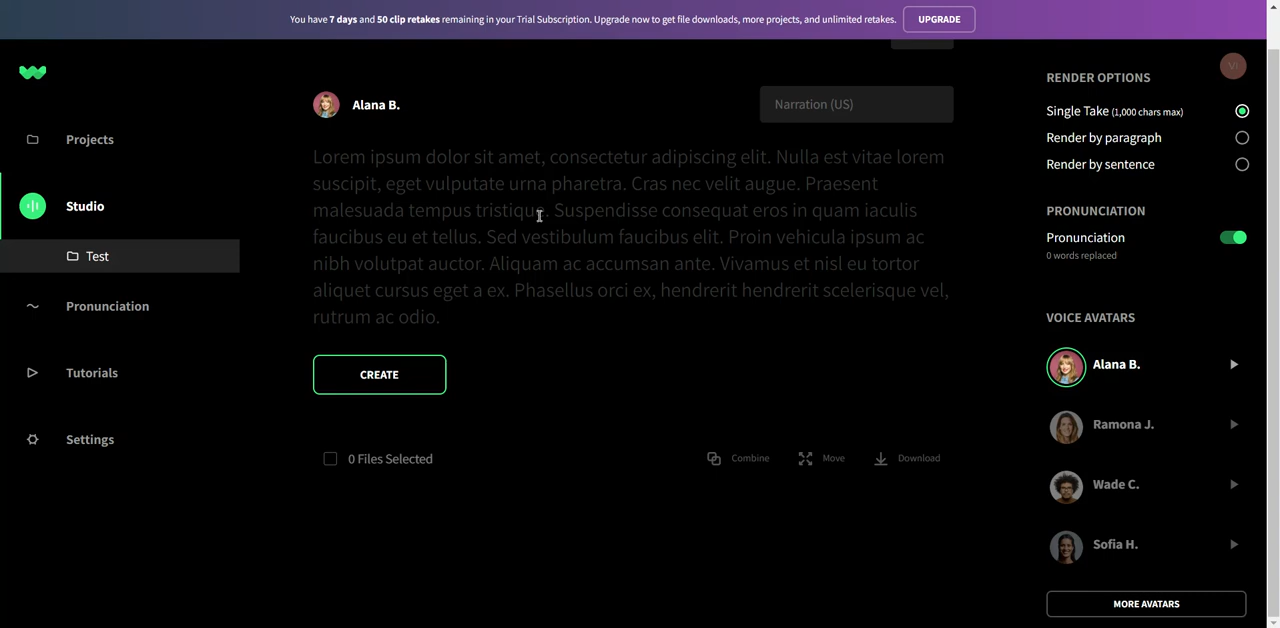 You have 7 days and 50 clip retakes remaining in your Trial Subscription. Upgrade now to get file downloads, more projects, and unlimited retakes.
UPGRADE
Projects
Studio
Test
Pronunciation
Tutorials
Settings
Alana B.
Narration (US)
Lorem ipsum dolor sit amet, consectetur adipiscing elit. Nulla est vitae lorem
suscipit, eget vulputate urna pharetra. Cras nec velit augue. Praesent
malesuada tempus tristique. Suspendisse consequat eros in quam iaculis
faucibus eu et tellus. Sed vestibulum faucibus elit. Proin vehicula ipsum ac
nibh volutpat auctor. Aliquam ac accumsan ante. Vivamus et nisl eu tortor
aliquet cursus eget a ex. Phasellus orci ex, hendrerit hendrerit scelerisque vel,
rutrum ac odio.
CREATE
0 Files Selected
Combine
Move
Download
VI
RENDER OPTIONS
Single Take (1,000 chars max)
Render by paragraph
Render by sentence
PRONUNCIATION
Pronunciation
0 words replaced
VOICE AVATARS
Alana B.
Ramona J.
Wade C.
Sofia H.
MORE AVATARS